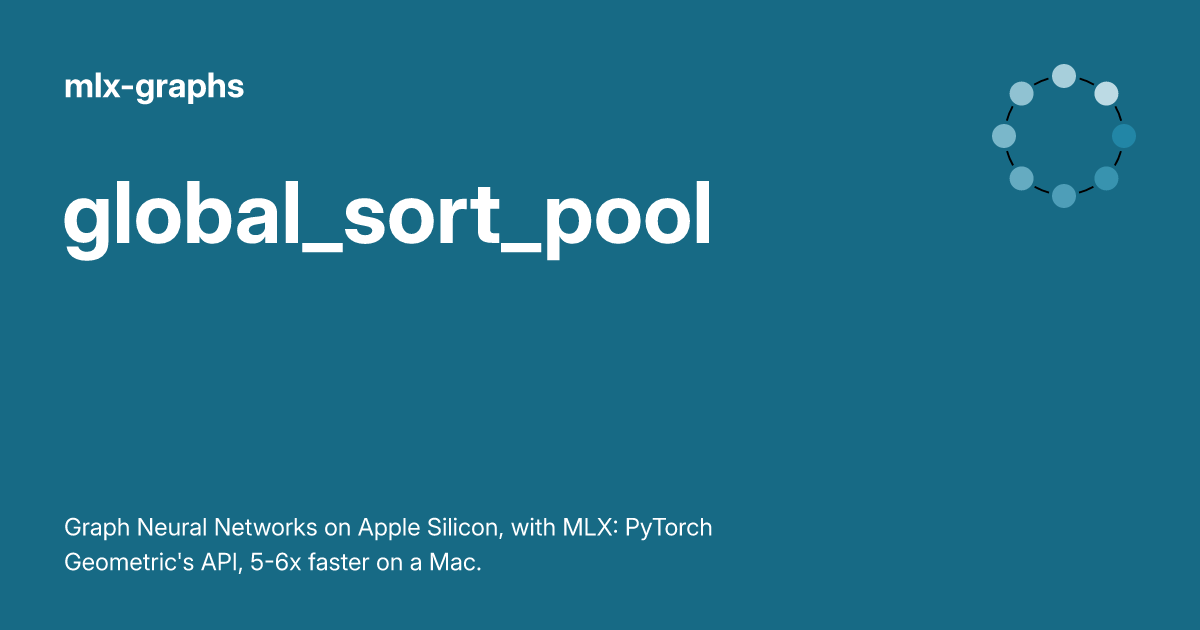 mlx-graphs
global_sort_pool
Graph Neural Networks on Apple Silicon, with MLX: PyTorch
Geometric's API, 5-6x faster on a Mac.